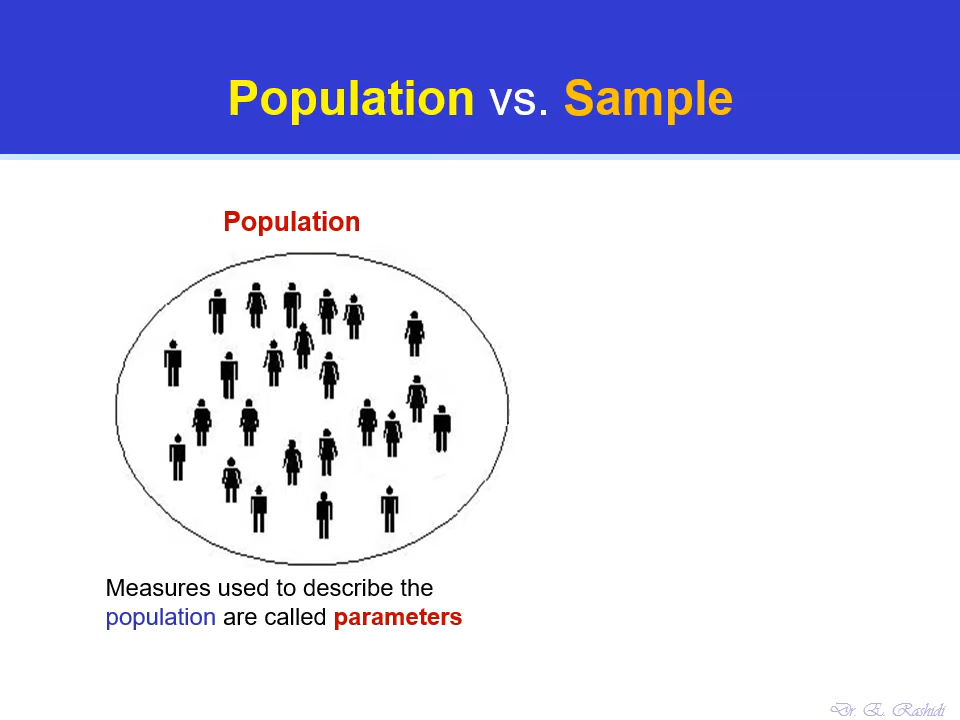 Population vs. Sample
Population
Measures used to describe the
population are called parameters
Dr. E. Rashidi